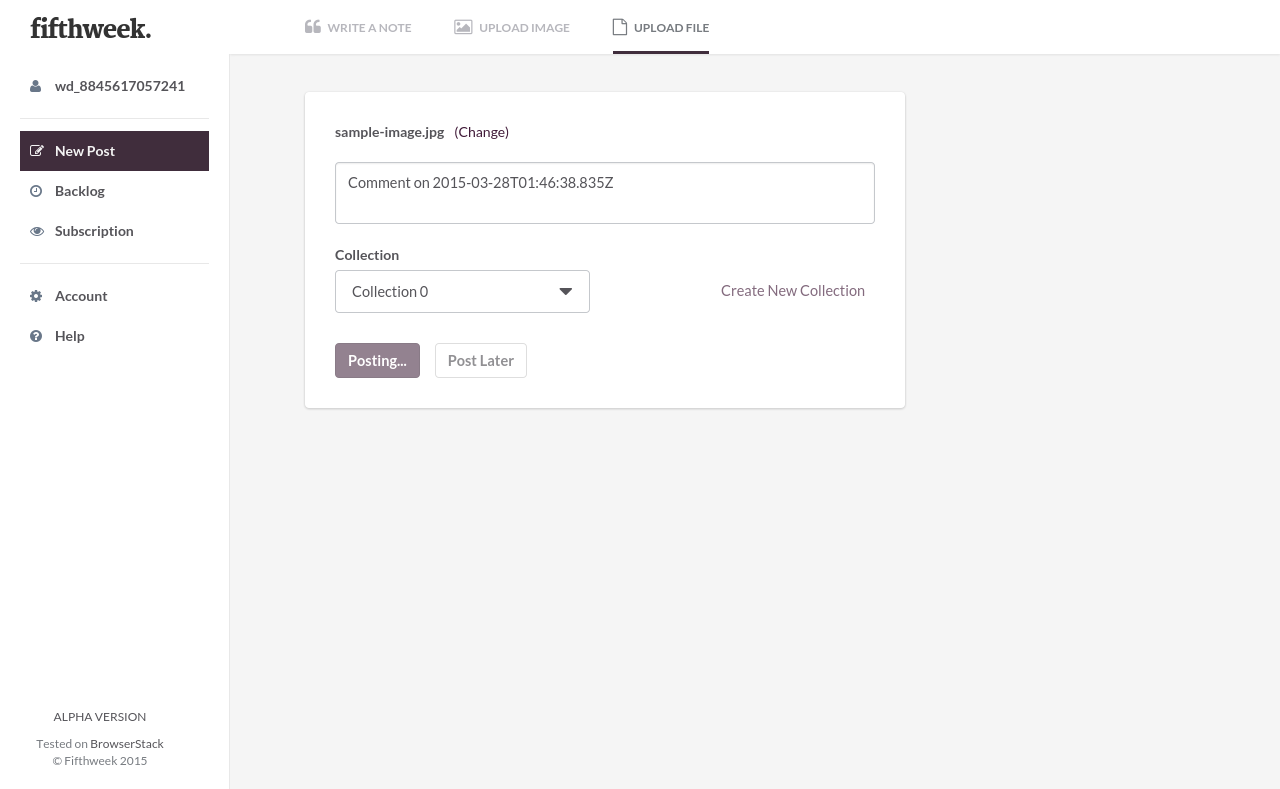 fifthweek.
WRITE A NOTE
UPLOAD IMAGE
UPLOAD FILE
wd_8845617057241
New Post
Backlog
Subscription
Account
Help
sample-image.jpg (Change)
Comment on 2015-03-28T01:46:38.835Z
Collection
Collection 0
Create New Collection
Posting...
Post Later
ALPHA VERSION
Tested on BrowserStack
© Fifthweek 2015